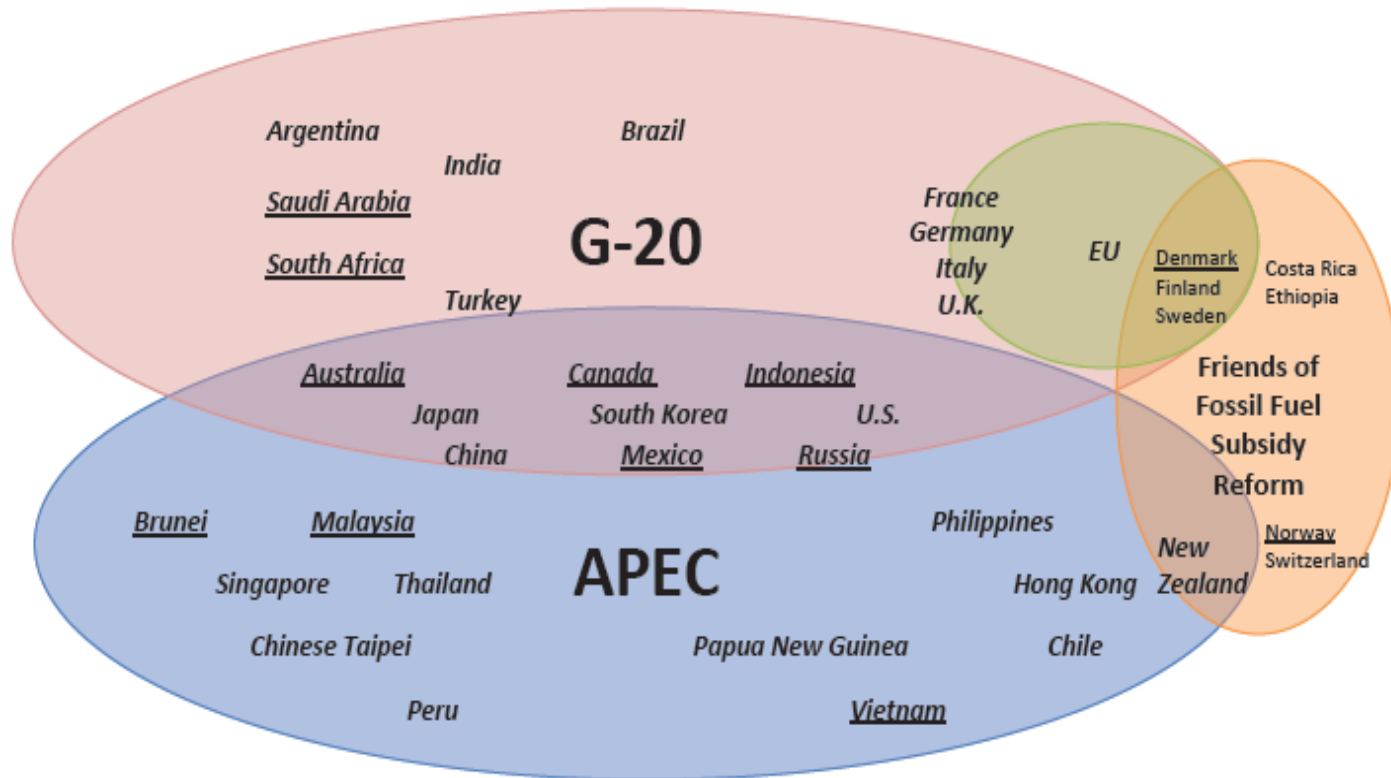 Argentina
Brazil
India
Saudi Arabia
G-20
South Africa
Turkey
France
Germany
Italy
U.K.
EU
Denmark
Finland
Sweden
Costa Rica
Ethiopia
Friends of
Fossil Fuel
Subsidy
Reform
Norway
Switzerland
Australia
Canada
Indonesia
Japan
South Korea
U.S.
China
Mexico
Russia
Brunei
Malaysia
Philippines
APEC
New
Zealand
Singapore
Thailand
Hong Kong
Chinese Taipei
Papua New Guinea
Chile
Peru
Vietnam